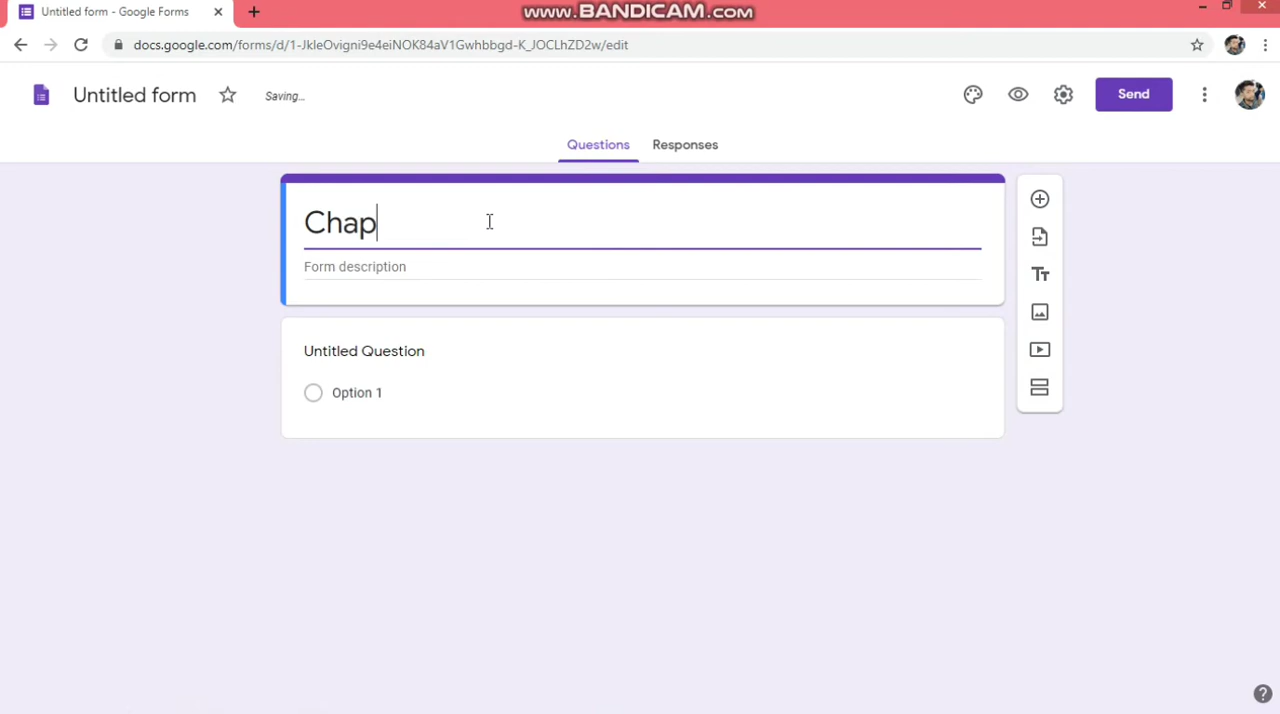 Untitled form - Google Forms
www.BANDICAM.com
docs.google.com/forms/d/1-JkleOvigni9e4eiNOK84aV1Gwhbbgd-K_JOCLhZD2w/edit
Untitled form
Saving...
Send
Questions
Responses
Chap
Form description
Untitled Question
Option 1